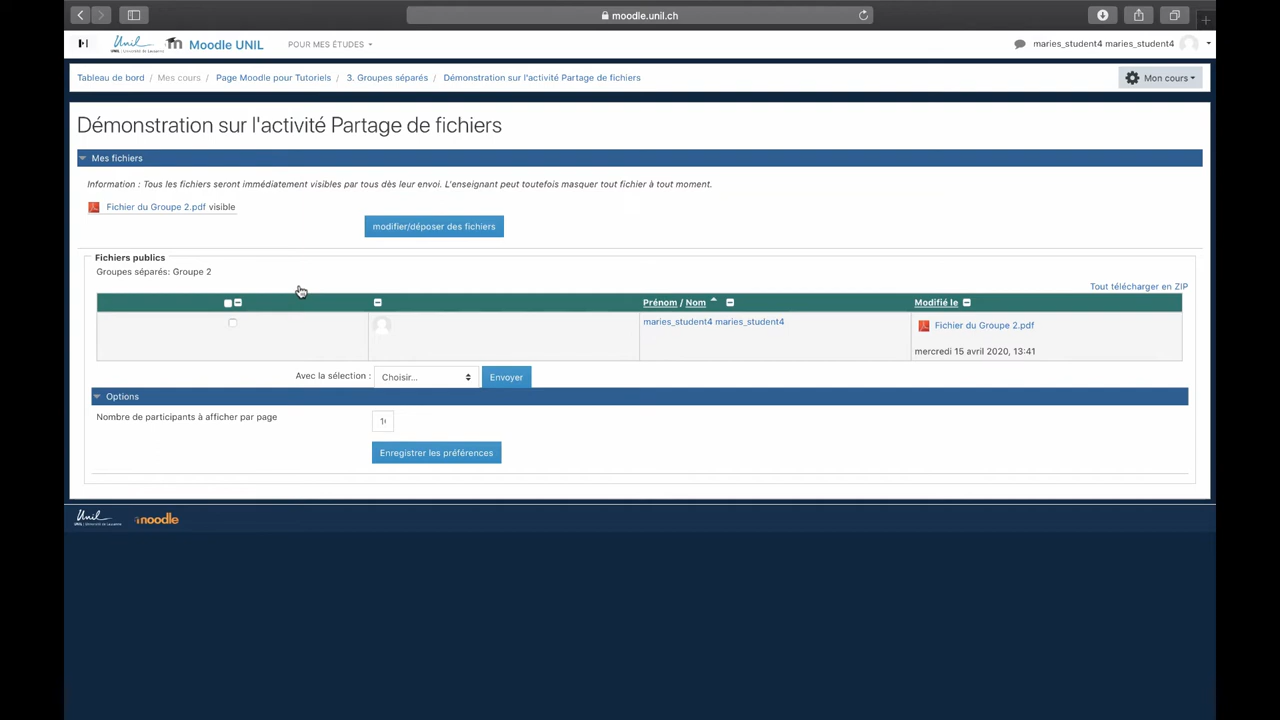 moodle.unil.ch
Unil
Moodle UNIL
POUR MES ÉTUDES
maries_student4 maries_student4
Tableau de bord / Mes cours / Page Moodle pour Tutoriels / 3. Groupes séparés / Démonstration sur l'activité Partage de fichiers
Mon cours
Démonstration sur l'activité Partage de fichiers
Mes fichiers
Information : Tous les fichiers seront immédiatement visibles par tous dès leur envoi. L'enseignant peut toutefois masquer tout fichier à tout moment.
Fichier du Groupe 2.pdf visible
modifier/déposer des fichiers
Fichiers publics
Groupes séparés: Groupe 2
Tout télécharger en ZIP
Prénom / Nom
Modifié le
maries_student4 maries_student4
Fichier du Groupe 2.pdf
mercredi 15 avril 2020, 13:41
Avec la sélection :
Choisir...
Envoyer
Options
Nombre de participants à afficher par page
Enregistrer les préférences
Unil
moodle